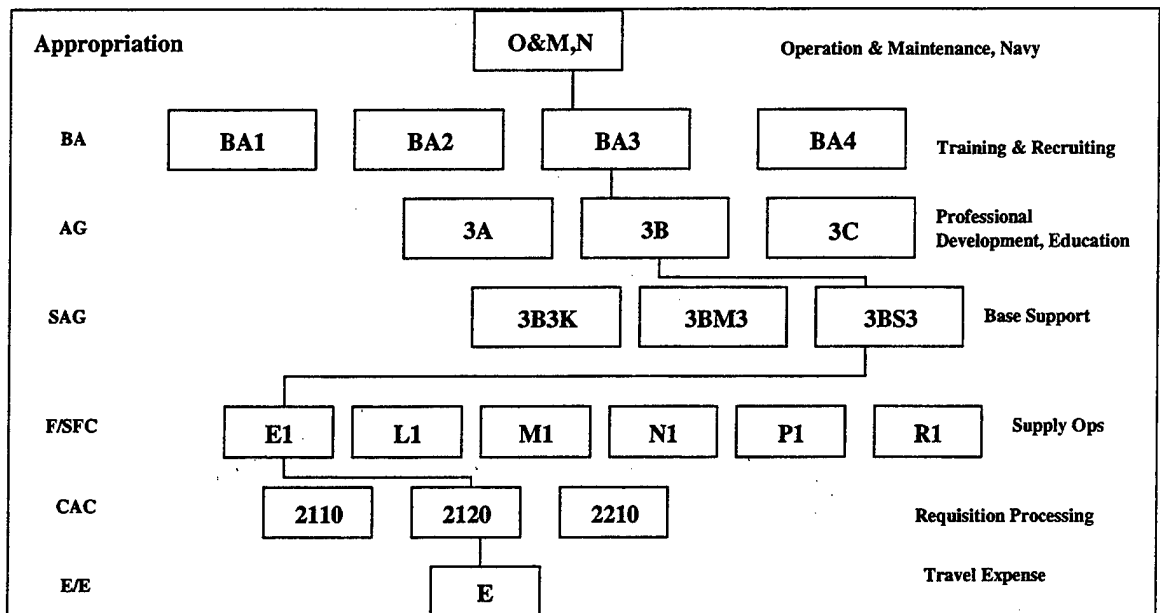 Appropriation O&M,N Operation & Maintenance, Navy
BA BA1 BA2 BA3 BA4 Training & Recruiting
AG 3A 3B 3C Professional
Development, Education
SAG 3B3K 3BM3 3BS3 Base Support
F/SFC E1 L1 M1 N1 P1 R1 Supply Ops
CAC 2110 2120 2210 Requisition Processing
E/E E Travel Expense